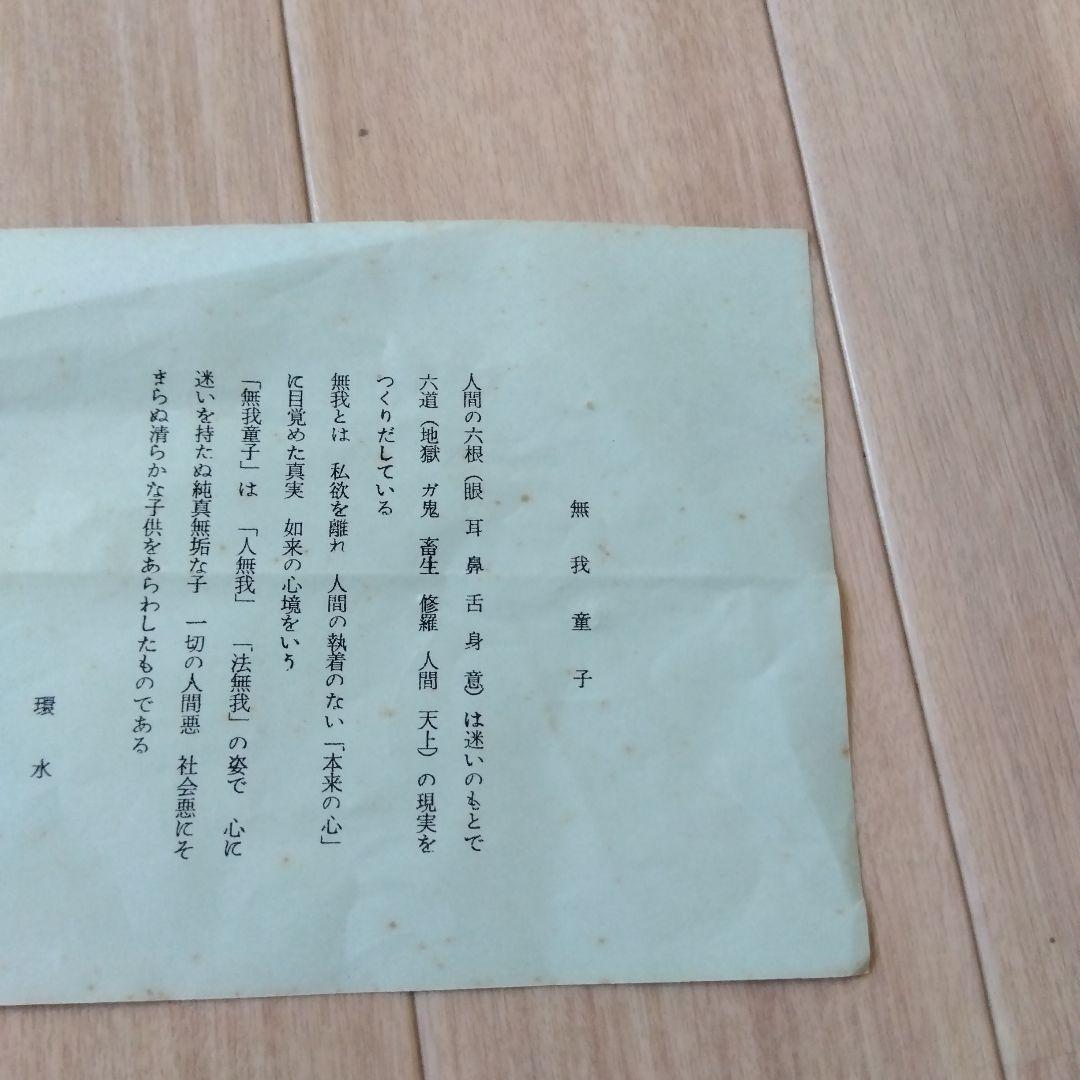 無我童子
人間の六根（眼　耳　鼻　舌　身　意）は迷いのもとで
六道（地獄　ガ鬼　畜生　修羅　人間　天上）の現実を
つくりだしている
無我とは　私欲を離れ　人間の執着のない「本来の心」
に目覚めた真実　如来の心境をいう
「無我童子」は　「人無我」　「法無我」の姿で　心に
迷いを持たぬ純真無垢な子　一切の人間悪　社会悪にそ
まらぬ清らかな子供をあらわしたものである
環水